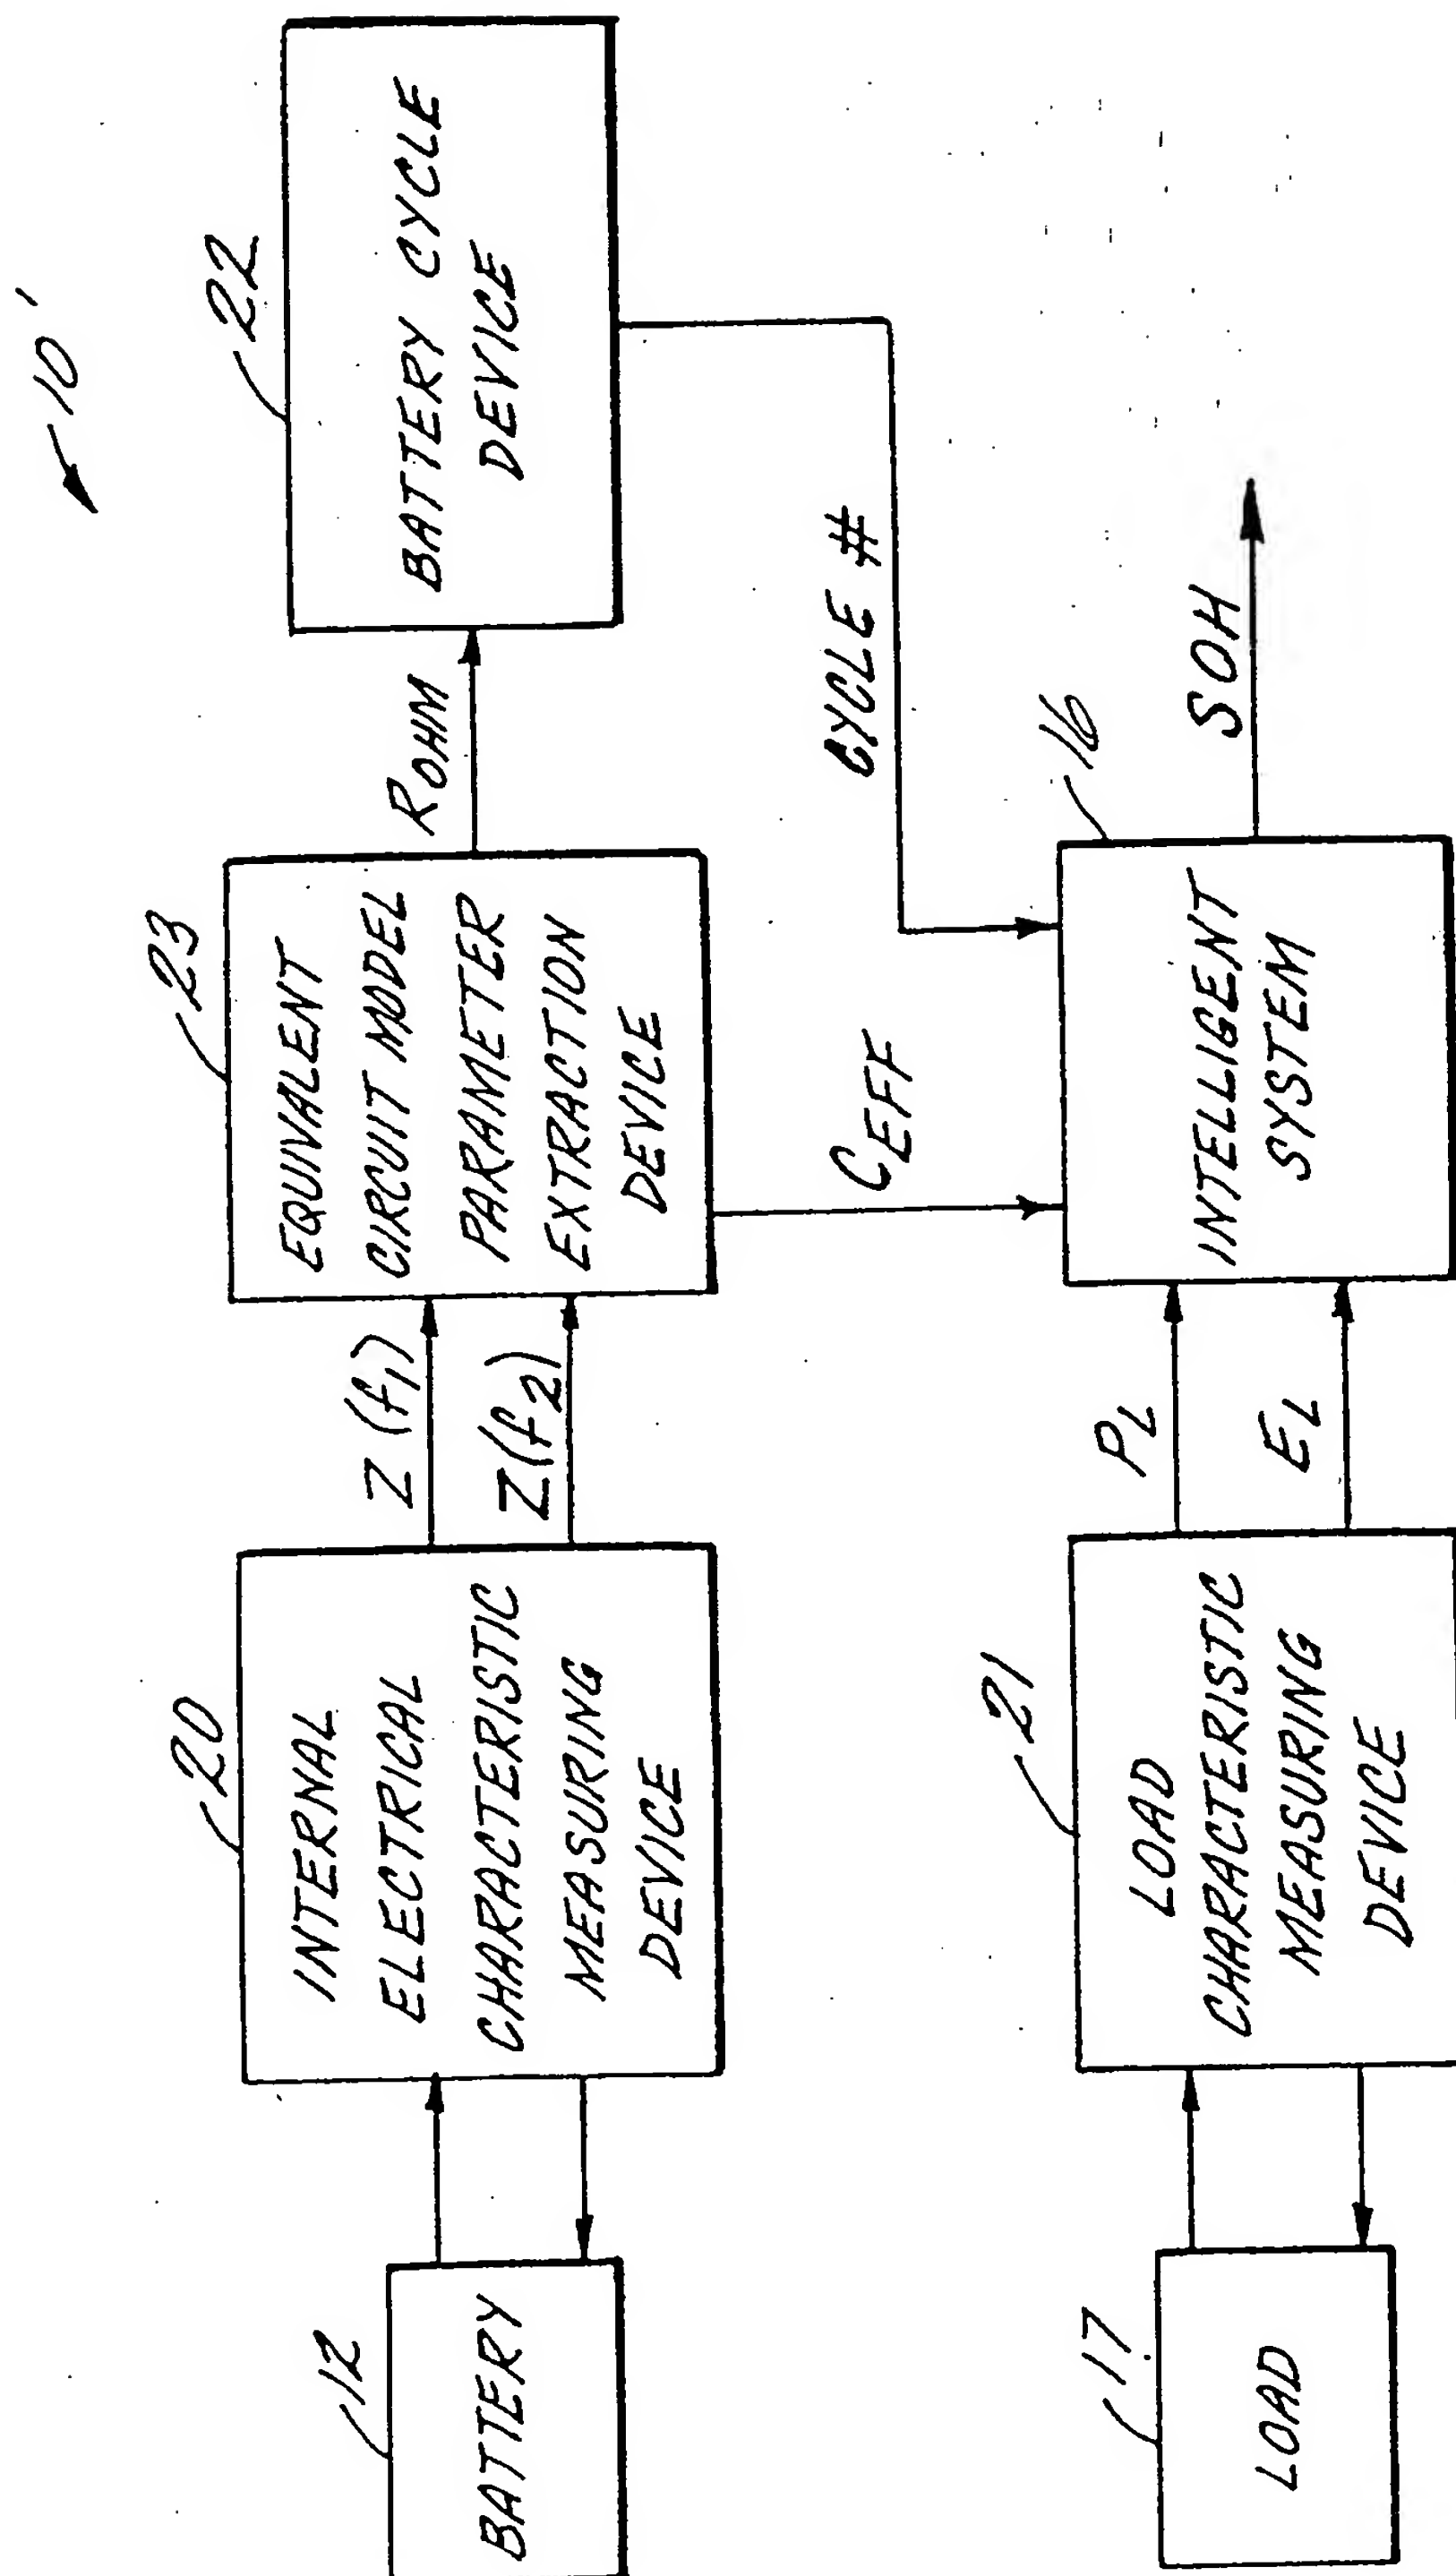 10'
12
BATTERY
20
INTERNAL
ELECTRICAL
CHARACTERISTIC
MEASURING
DEVICE
Z(f1)
Z(f2)
23
EQUIVALENT
CIRCUIT MODEL
PARAMETER
EXTRACTION
DEVICE
ROHM
22
BATTERY CYCLE
DEVICE
CYCLE #
CEFF
17
LOAD
21
LOAD
CHARACTERISTIC
MEASURING
DEVICE
PL
EL
16
INTELLIGENT
SYSTEM
SOH